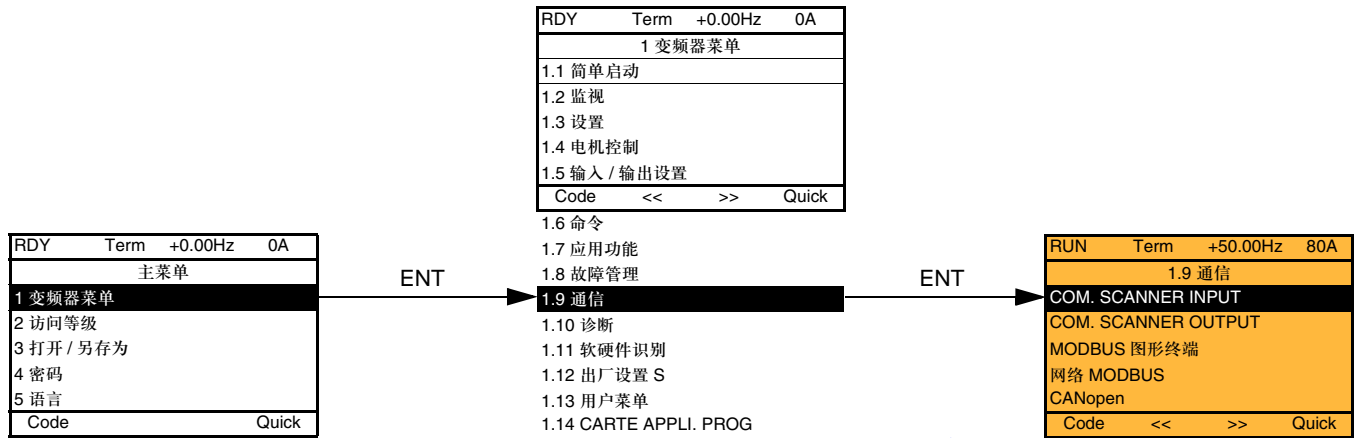 RDY Term +0.00Hz 0A
主菜单
1 变频器菜单
2 访问等级
3 打开 / 另存为
4 密码
5 语言
Code Quick
ENT
RDY Term +0.00Hz 0A
1 变频器菜单
1.1 简单启动
1.2 监视
1.3 设置
1.4 电机控制
1.5 输入 / 输出设置
Code << >> Quick
1.6 命令
1.7 应用功能
1.8 故障管理
1.9 通信
1.10 诊断
1.11 软硬件识别
1.12 出厂设置 S
1.13 用户菜单
1.14 CARTE APPLI. PROG
ENT
RUN Term +50.00Hz 80A
1.9 通信
COM. SCANNER INPUT
COM. SCANNER OUTPUT
MODBUS 图形终端
网络 MODBUS
CANopen
Code << >> Quick